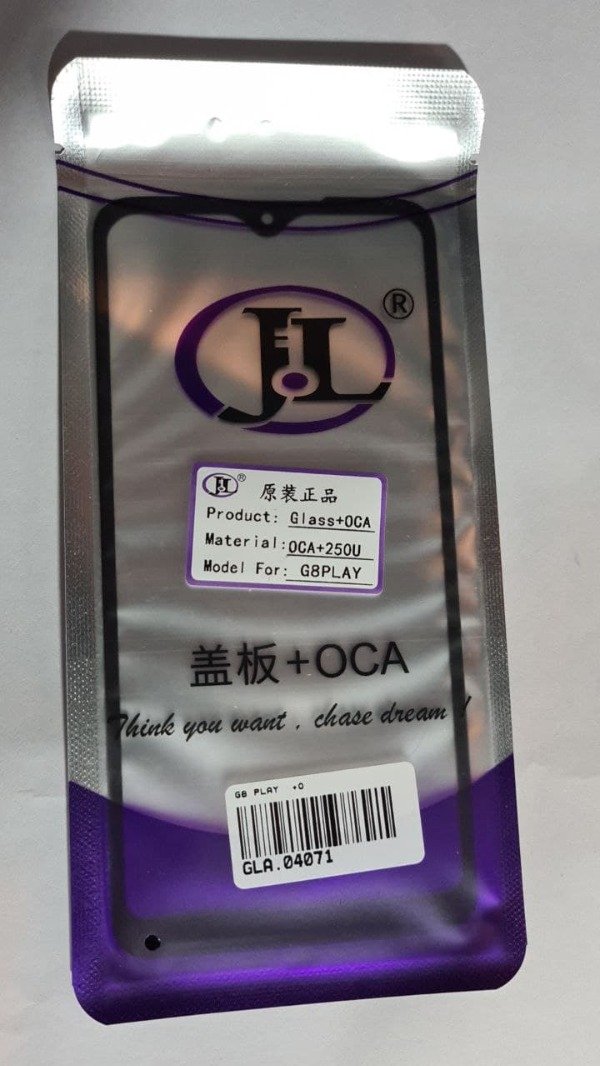 JL ®
JL ® 原装正品
Product: Glass+OCA
Material: OCA+250U
Model For: G8PLAY
盖板+OCA
Think you want , chase dream !
G8 PLAY +O
GLA.04071